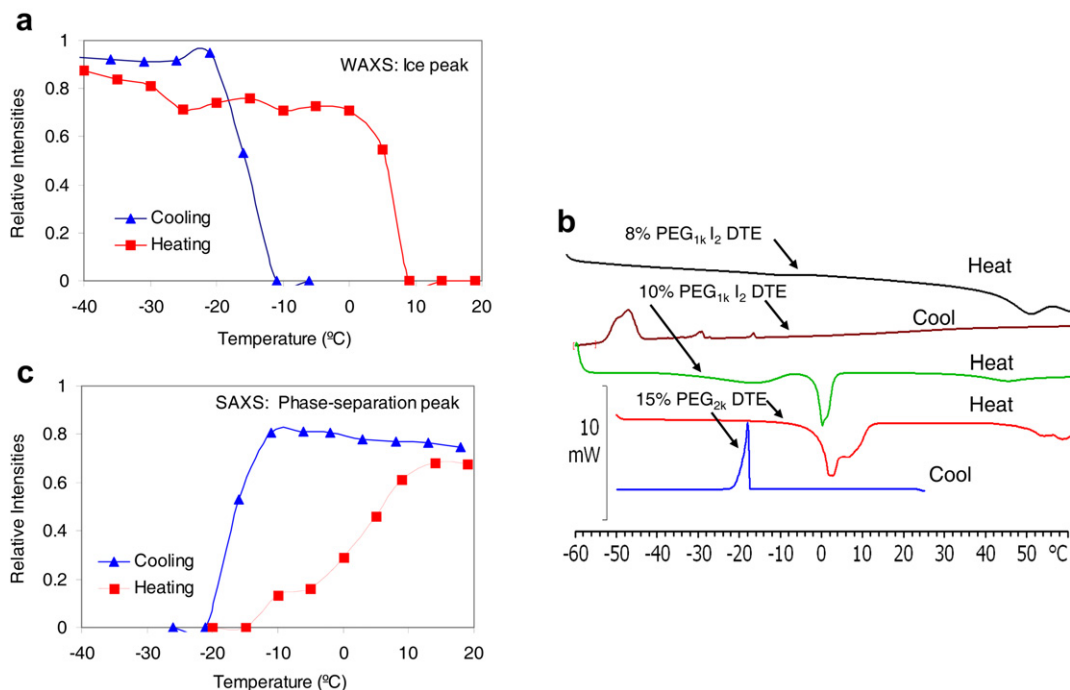 a
1
0.8
0.6
0.4
0.2
0
Relative Intensities
WAXS: Ice peak
Cooling
Heating
-40 -30 -20 -10 0 10 20
Temperature (ºC)
c
1
0.8
0.6
0.4
0.2
0
Relative Intensities
SAXS: Phase-separation peak
Cooling
Heating
-40 -30 -20 -10 0 10 20
Temperature (ºC)
b
8% PEG1k I2 DTE
Heat
10% PEG1k I2 DTE
Cool
Heat
15% PEG2k DTE
Heat
10
mW
Cool
-60 -50 -40 -30 -20 -10 0 10 20 30 40 50 ºC